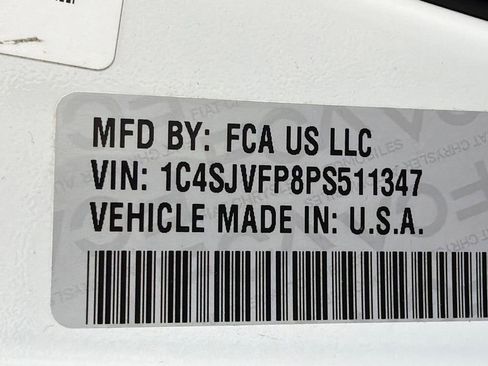 MFD BY: FCA US LLC
VIN: 1C4SJVFP8PS511347
VEHICLE MADE IN: U.S.A.